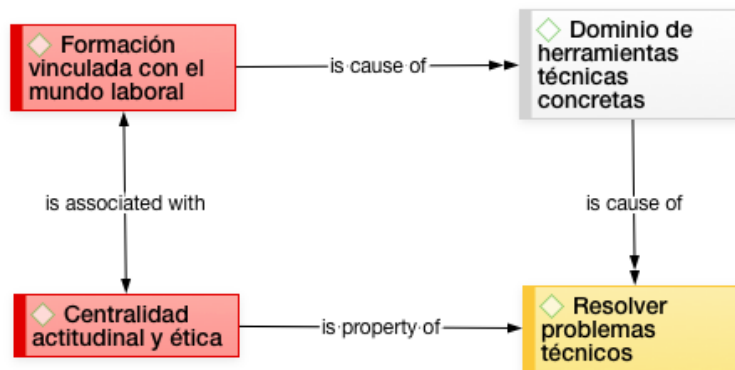 Formación
vinculada con el
mundo laboral
is cause of
Dominio de
herramientas
técnicas
concretas
is associated with
is cause of
Centralidad
actitudinal y ética
is property of
Resolver
problemas
técnicos